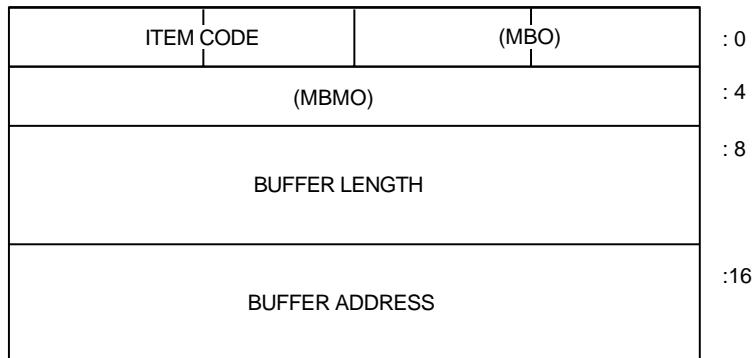 ITEM CODE (MBO) : 0
(MBMO) : 4
: 8
BUFFER LENGTH
:16
BUFFER ADDRESS